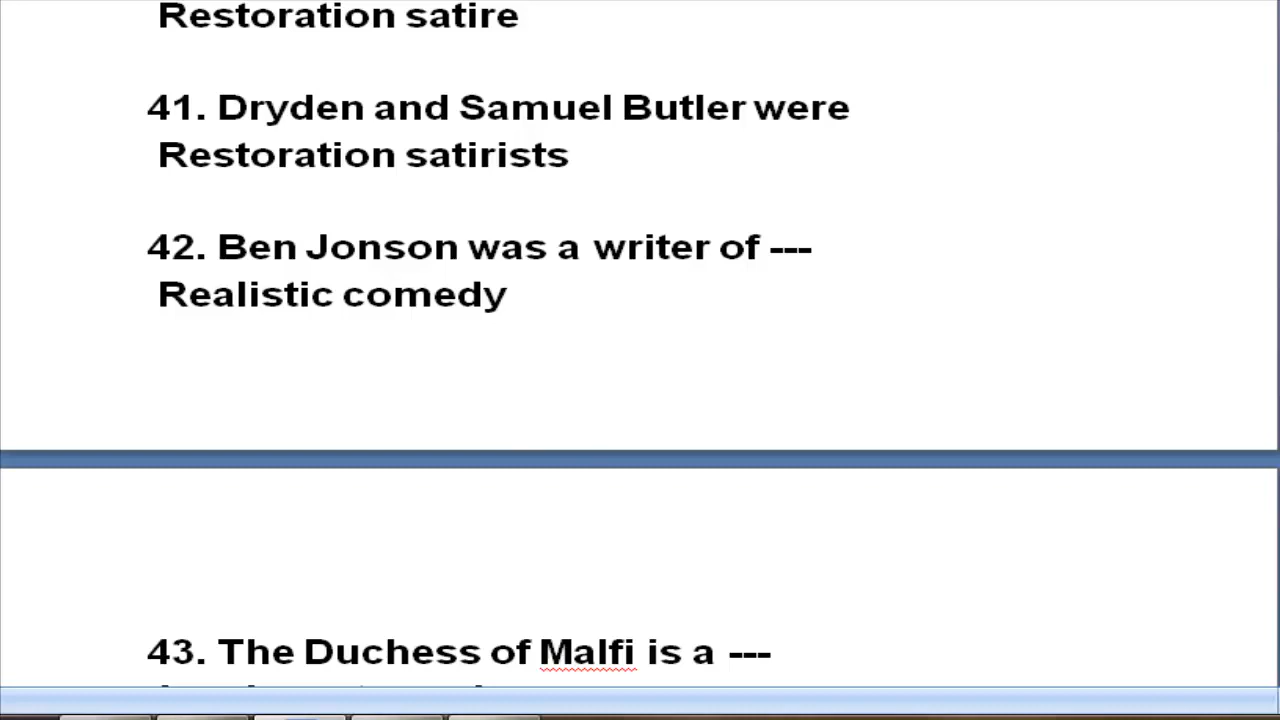 Restoration satire
41. Dryden and Samuel Butler were
Restoration satirists
42. Ben Jonson was a writer of ---
Realistic comedy
43. The Duchess of Malfi is a ---